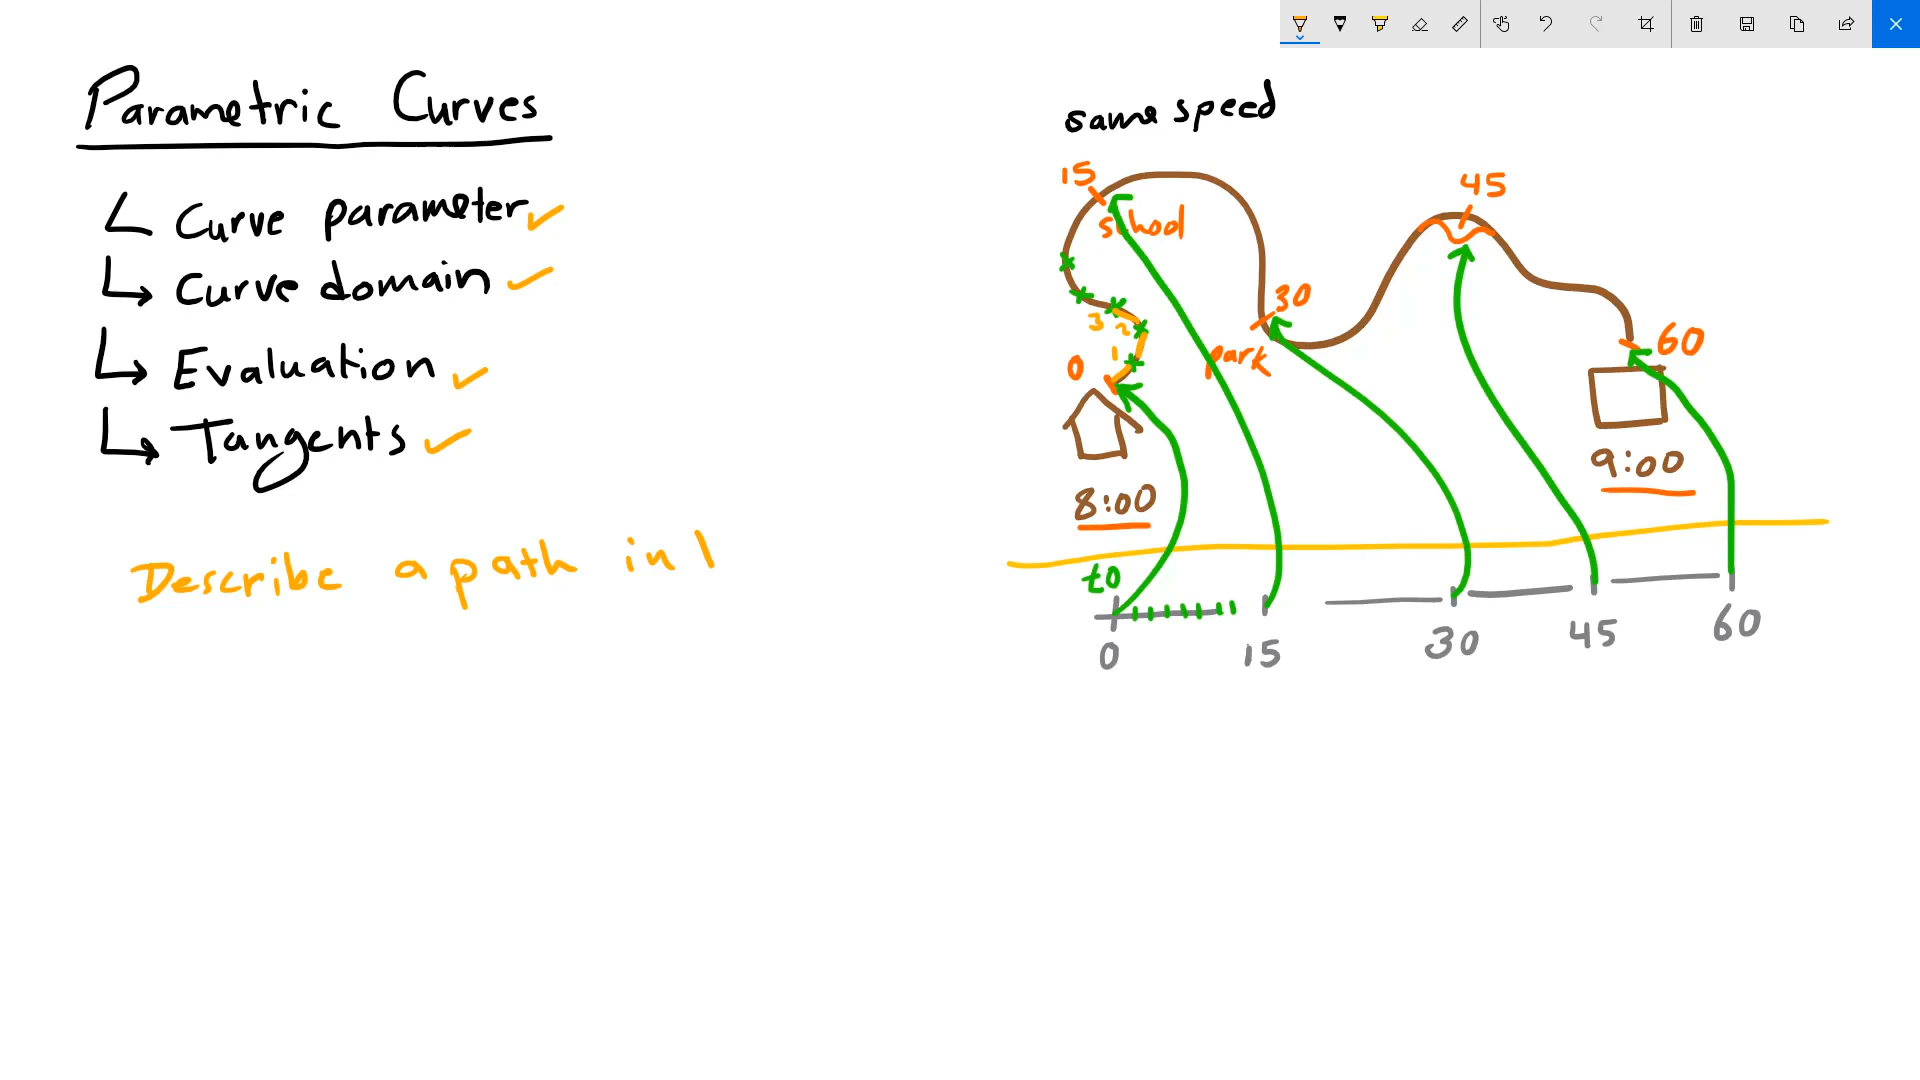 Parametric Curves
Curve parameter
Curve domain
Evaluation
Tangents
Describe a path in
same speed
15
school
45
30
park
3
2
1
0
60
8:00
9:00
t0
0
15
30
45
60